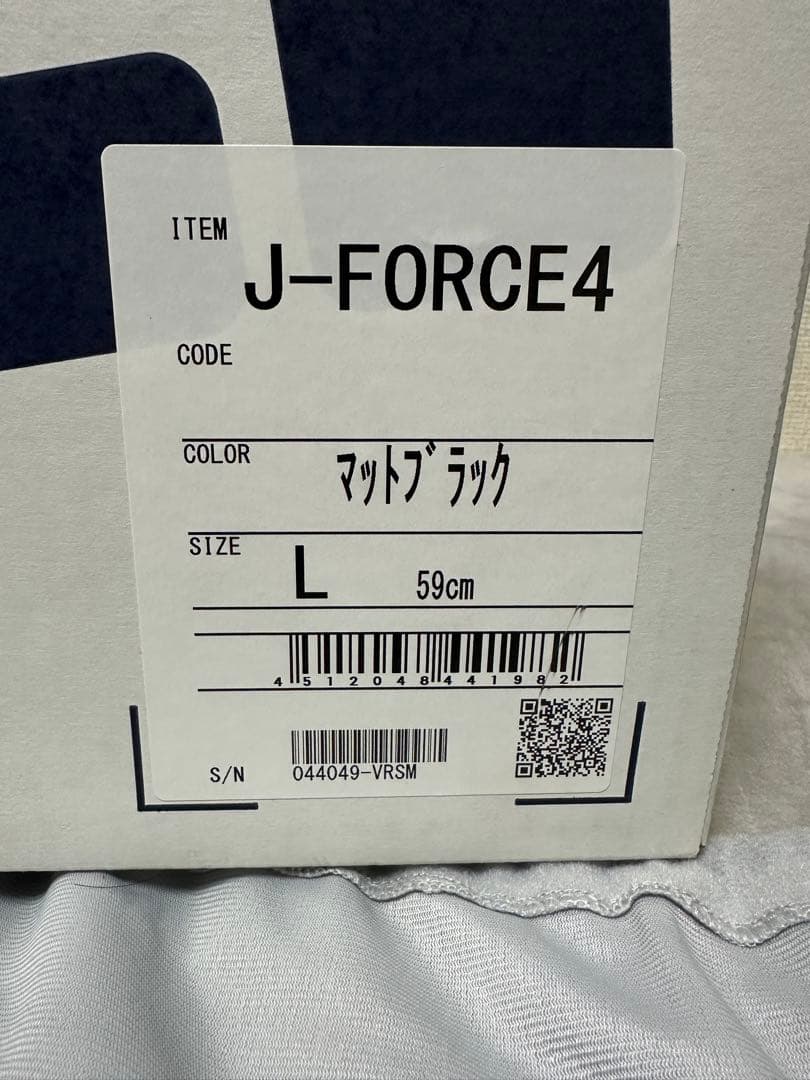 ITEM
J-FORCE4
CODE
COLOR ﾏｯﾄﾌﾞﾗｯｸ
SIZE L 59cm
4512048441982
S/N 044049-VRSM